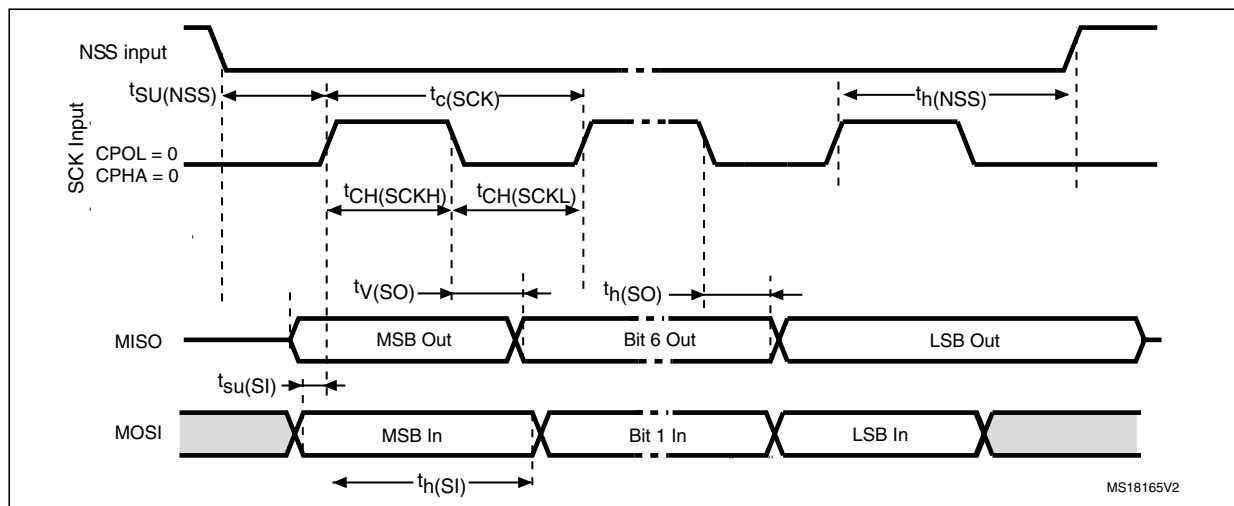 NSS input
tSU(NSS)
tc(SCK)
th(NSS)
SCK Input
CPOL = 0
CPHA = 0
tCH(SCKH)
tCH(SCKL)
tV(SO)
th(SO)
MISO
MSB Out
Bit 6 Out
LSB Out
tsu(SI)
MOSI
MSB In
Bit 1 In
LSB In
th(SI)
MS18165V2